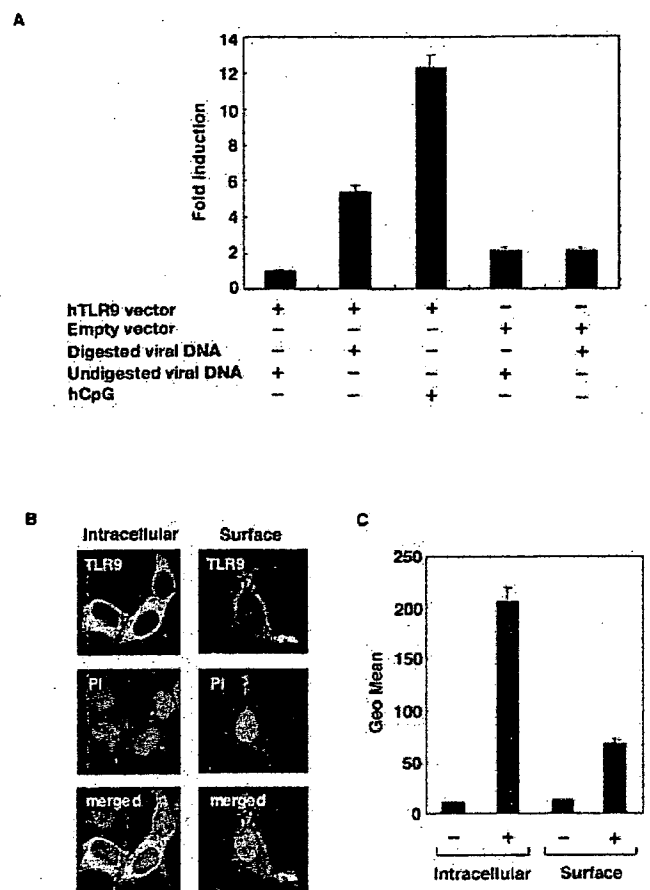 A
14
12
10
8
6
4
2
0
Fold Induction
hTLR9 vector + + + − −
Empty vector − − − + +
Digested viral DNA − + − − +
Undigested viral DNA + − − + −
hCpG − − + − −
B
Intracellular Surface
TLR9 TLR9
PI PI
merged merged
C
250
200
150
100
50
0
Geo Mean
− + − +
Intracellular Surface